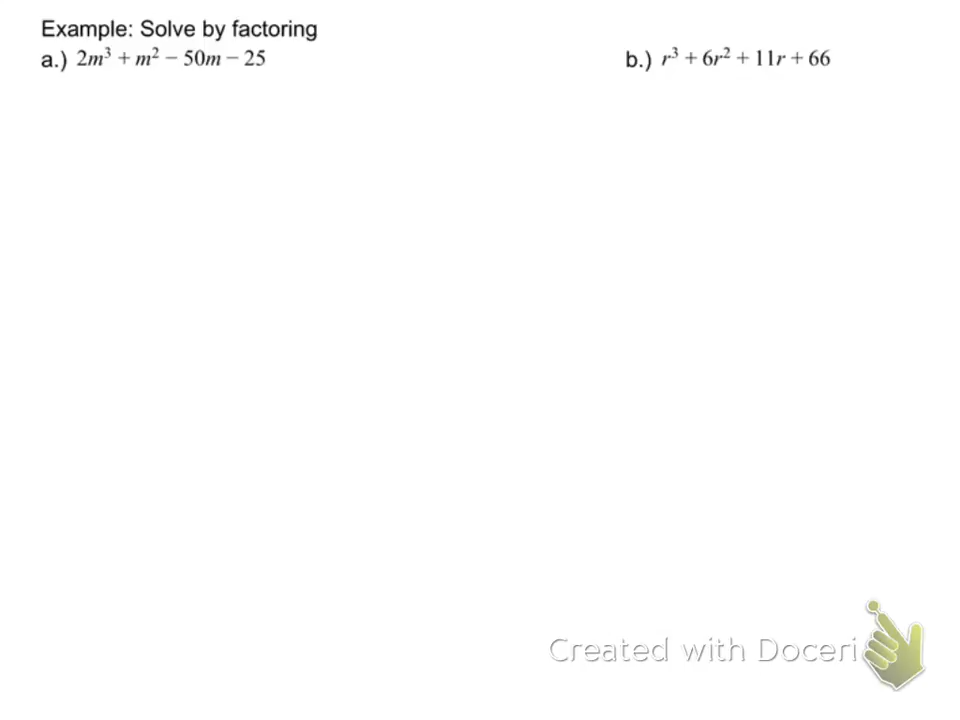 Example: Solve by factoring
a.) 2m³ + m² − 50m − 25
b.) r³ + 6r² + 11r + 66
Created with Doceri